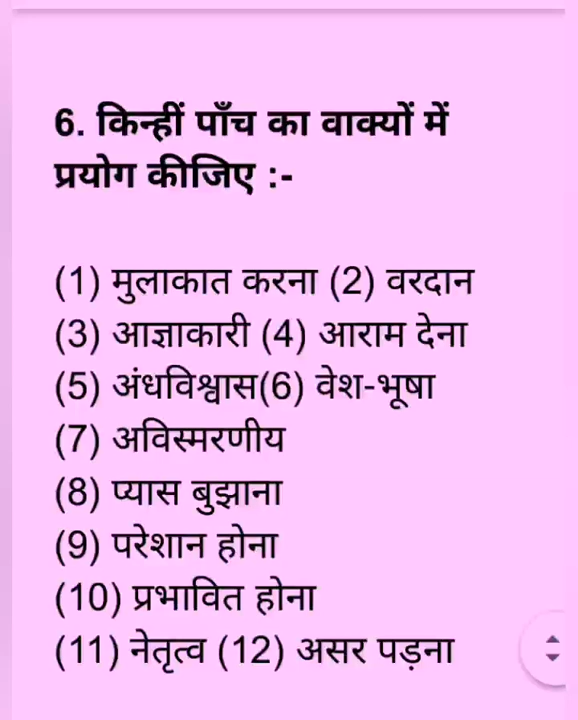 6. किन्हीं पाँच का वाक्यों में
प्रयोग कीजिए :-
(1) मुलाकात करना (2) वरदान
(3) आज्ञाकारी (4) आराम देना
(5) अंधविश्वास(6) वेश-भूषा
(7) अविस्मरणीय
(8) प्यास बुझाना
(9) परेशान होना
(10) प्रभावित होना
(11) नेतृत्व (12) असर पड़ना